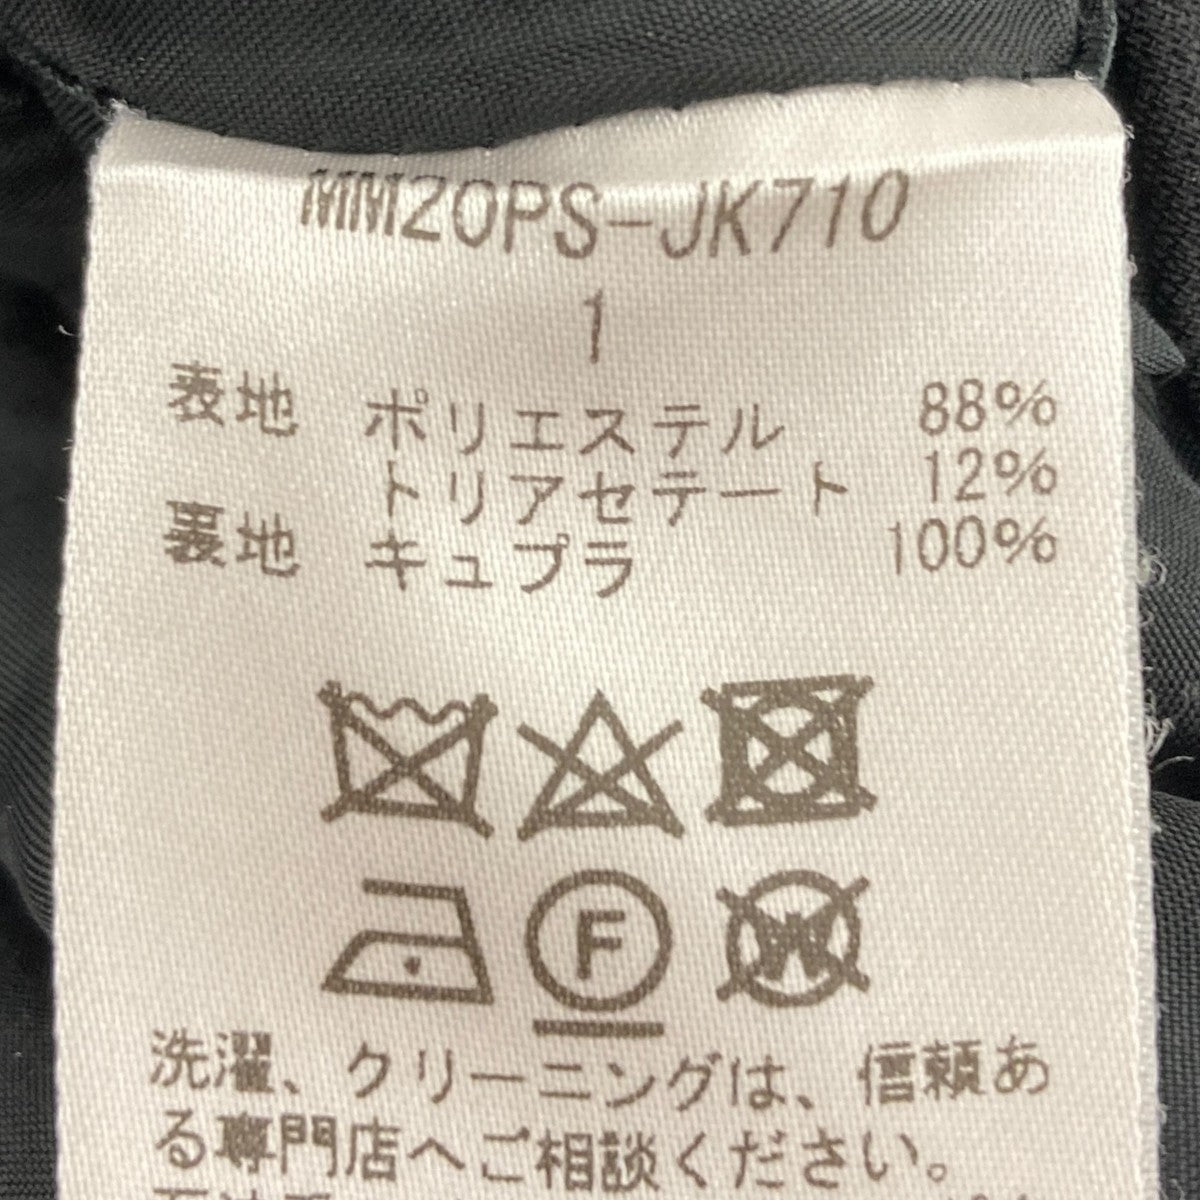 MM20PS-JK710
1
表地 ポリエステル 88%
トリアセテート 12%
裏地 キュプラ 100%
F
W
洗濯、クリーニングは、信頼あ
る専門店へご相談ください。